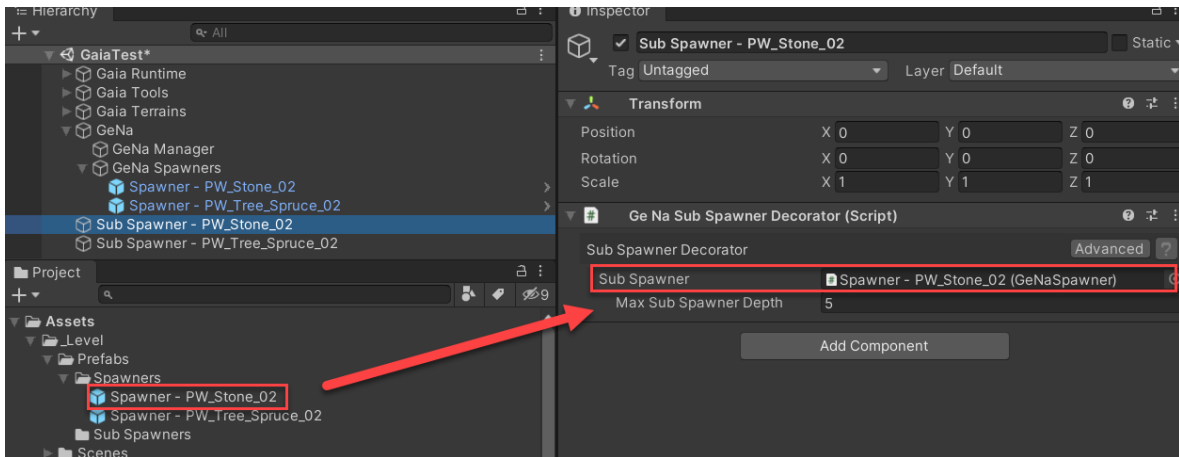 Hierarchy
All
GaiaTest*
Gaia Runtime
Gaia Tools
Gaia Terrains
GeNa
GeNa Manager
GeNa Spawners
Spawner - PW_Stone_02
Spawner - PW_Tree_Spruce_02
Sub Spawner - PW_Stone_02
Sub Spawner - PW_Tree_Spruce_02
Project
9
Assets
_Level
Prefabs
Spawners
Spawner - PW_Stone_02
Spawner - PW_Tree_Spruce_02
Sub Spawners
Scenes
Inspector
Sub Spawner - PW_Stone_02 Static
Tag Untagged Layer Default
Transform
Position X 0 Y 0 Z 0
Rotation X 0 Y 0 Z 0
Scale X 1 Y 1 Z 1
# Ge Na Sub Spawner Decorator (Script)
Sub Spawner Decorator Advanced ?
Sub Spawner Spawner - PW_Stone_02 (GeNaSpawner)
Max Sub Spawner Depth 5
Add Component